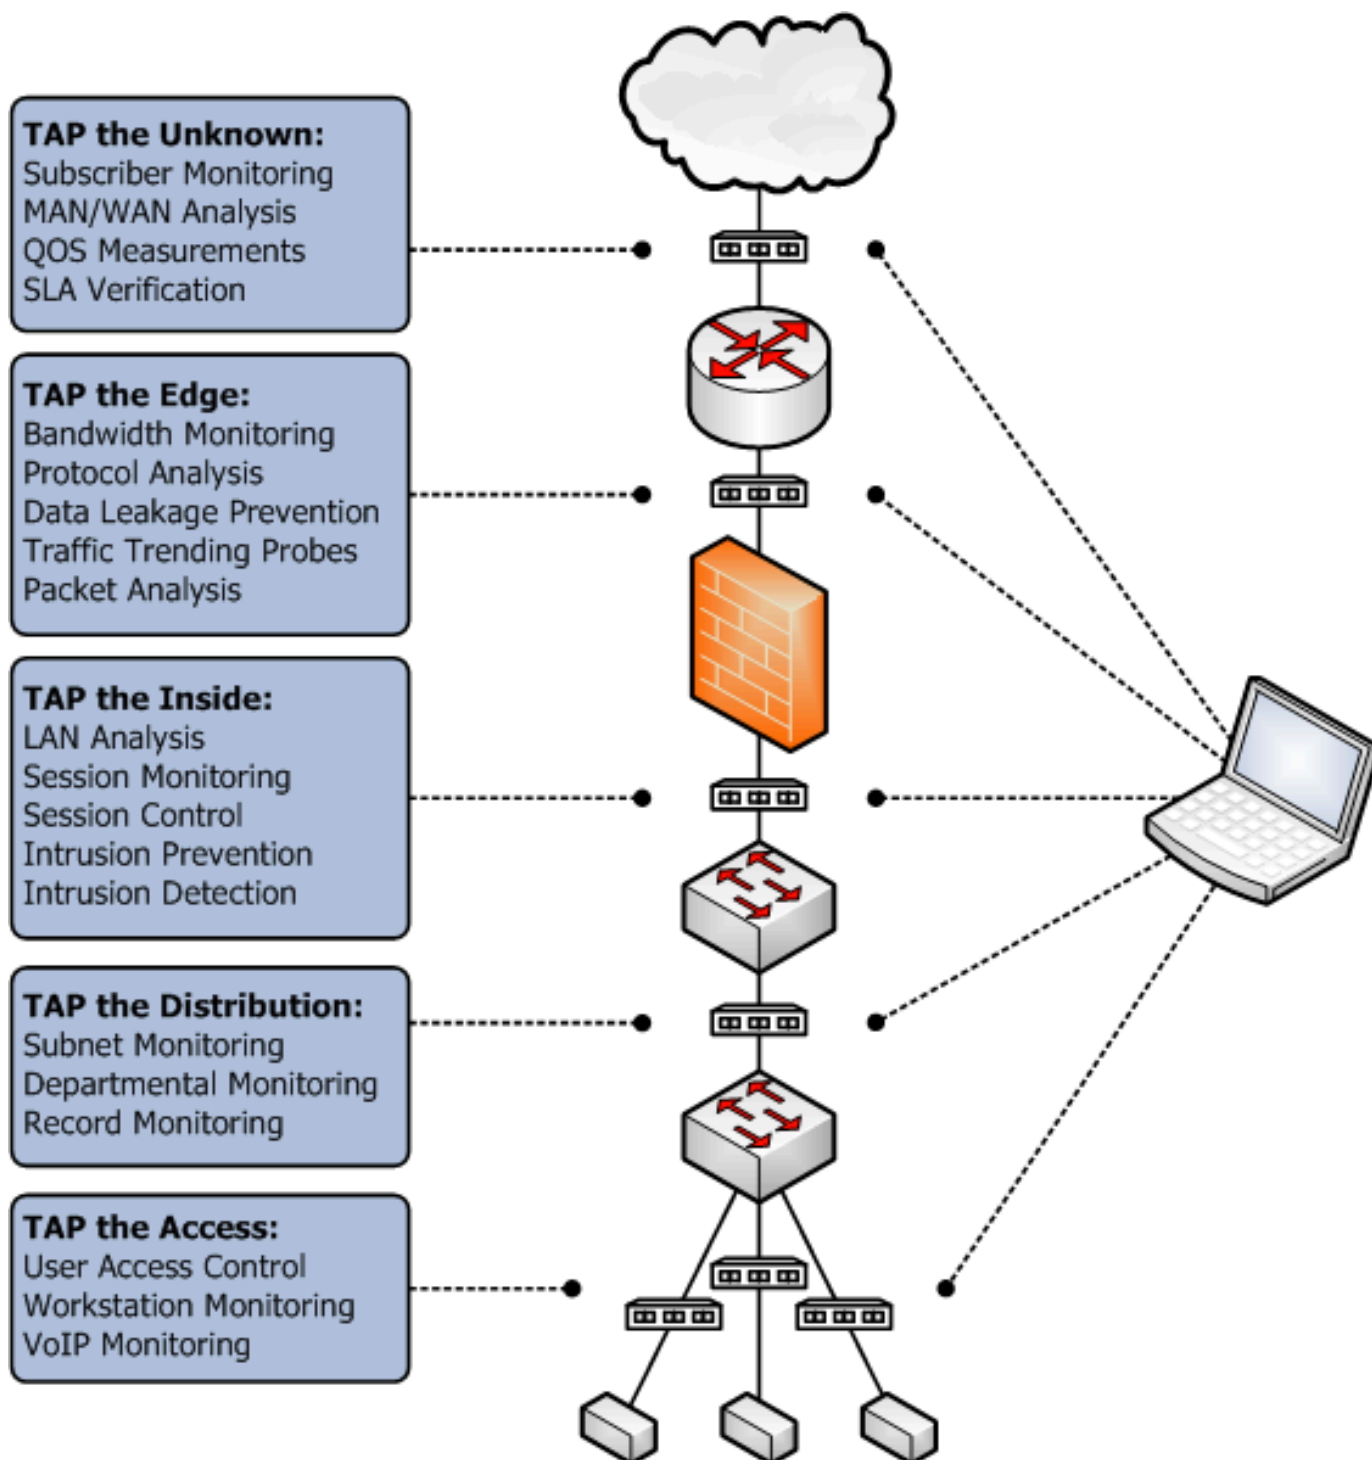 TAP the Unknown:
Subscriber Monitoring
MAN/WAN Analysis
QOS Measurements
SLA Verification
TAP the Edge:
Bandwidth Monitoring
Protocol Analysis
Data Leakage Prevention
Traffic Trending Probes
Packet Analysis
TAP the Inside:
LAN Analysis
Session Monitoring
Session Control
Intrusion Prevention
Intrusion Detection
TAP the Distribution:
Subnet Monitoring
Departmental Monitoring
Record Monitoring
TAP the Access:
User Access Control
Workstation Monitoring
VoIP Monitoring